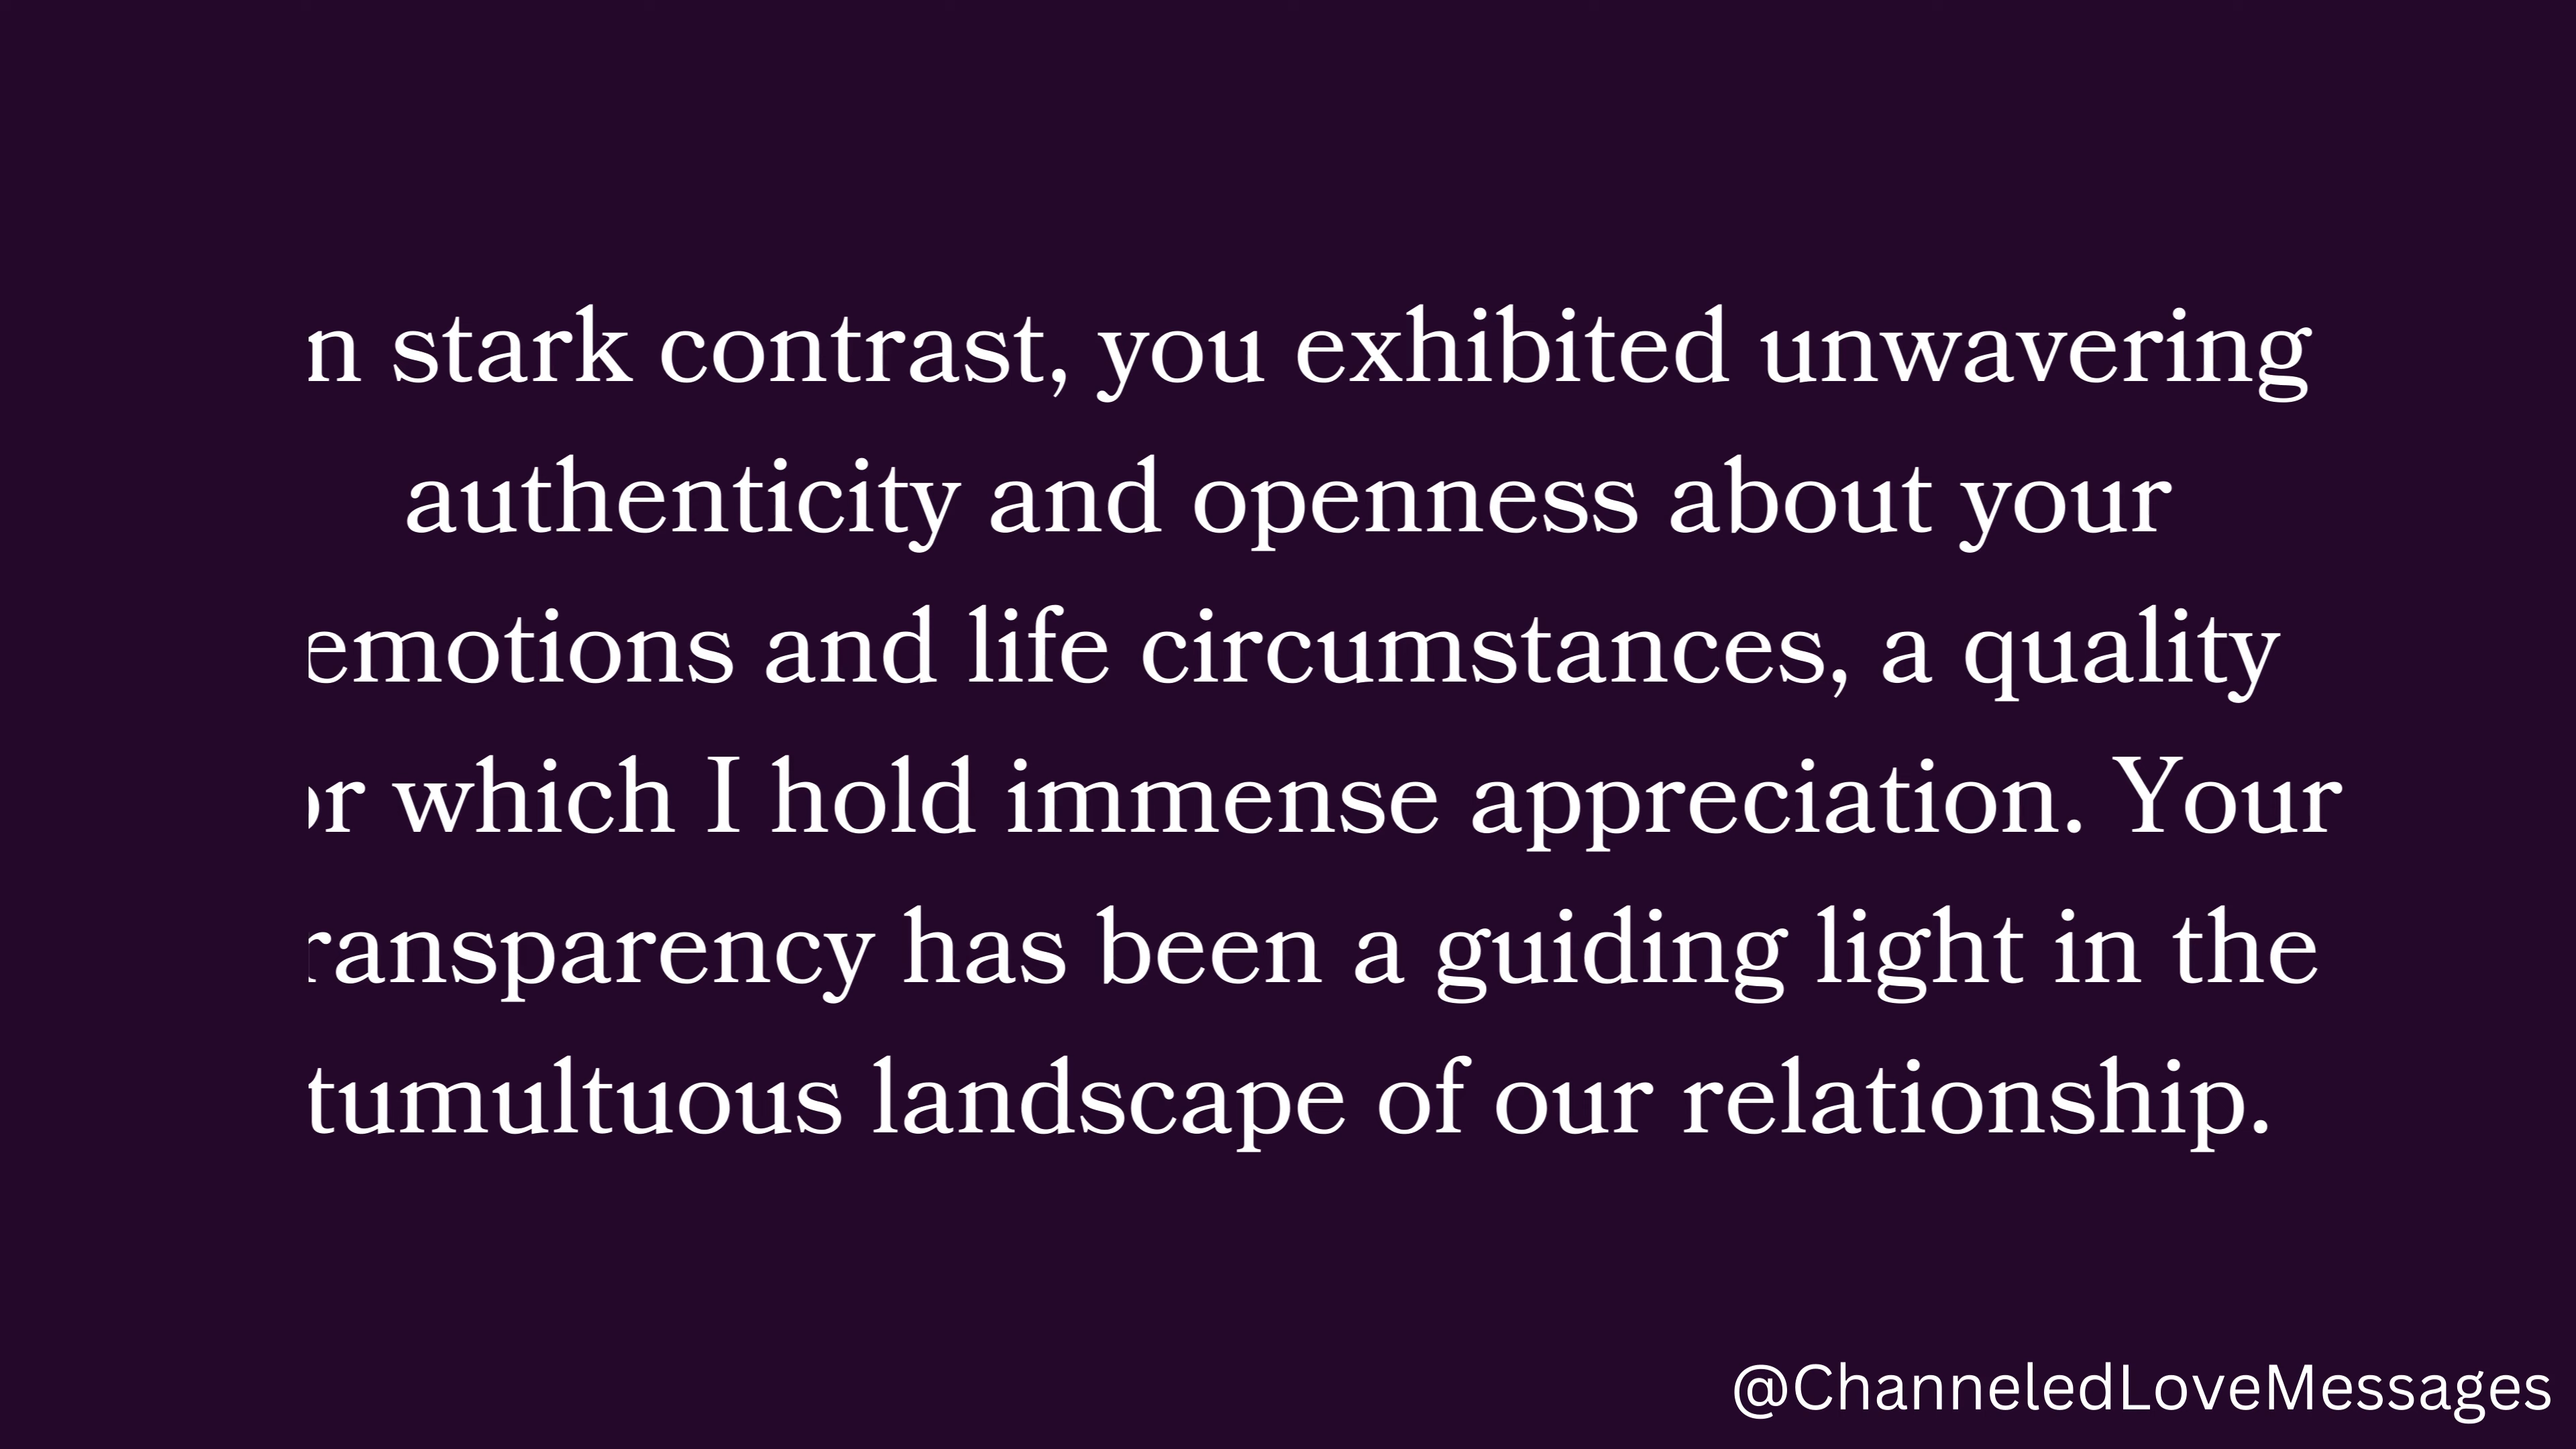 n stark contrast, you exhibited unwavering
authenticity and openness about your
emotions and life circumstances, a quality
or which I hold immense appreciation. Your
ransparency has been a guiding light in the
tumultuous landscape of our relationship.
@ChanneledLoveMessages